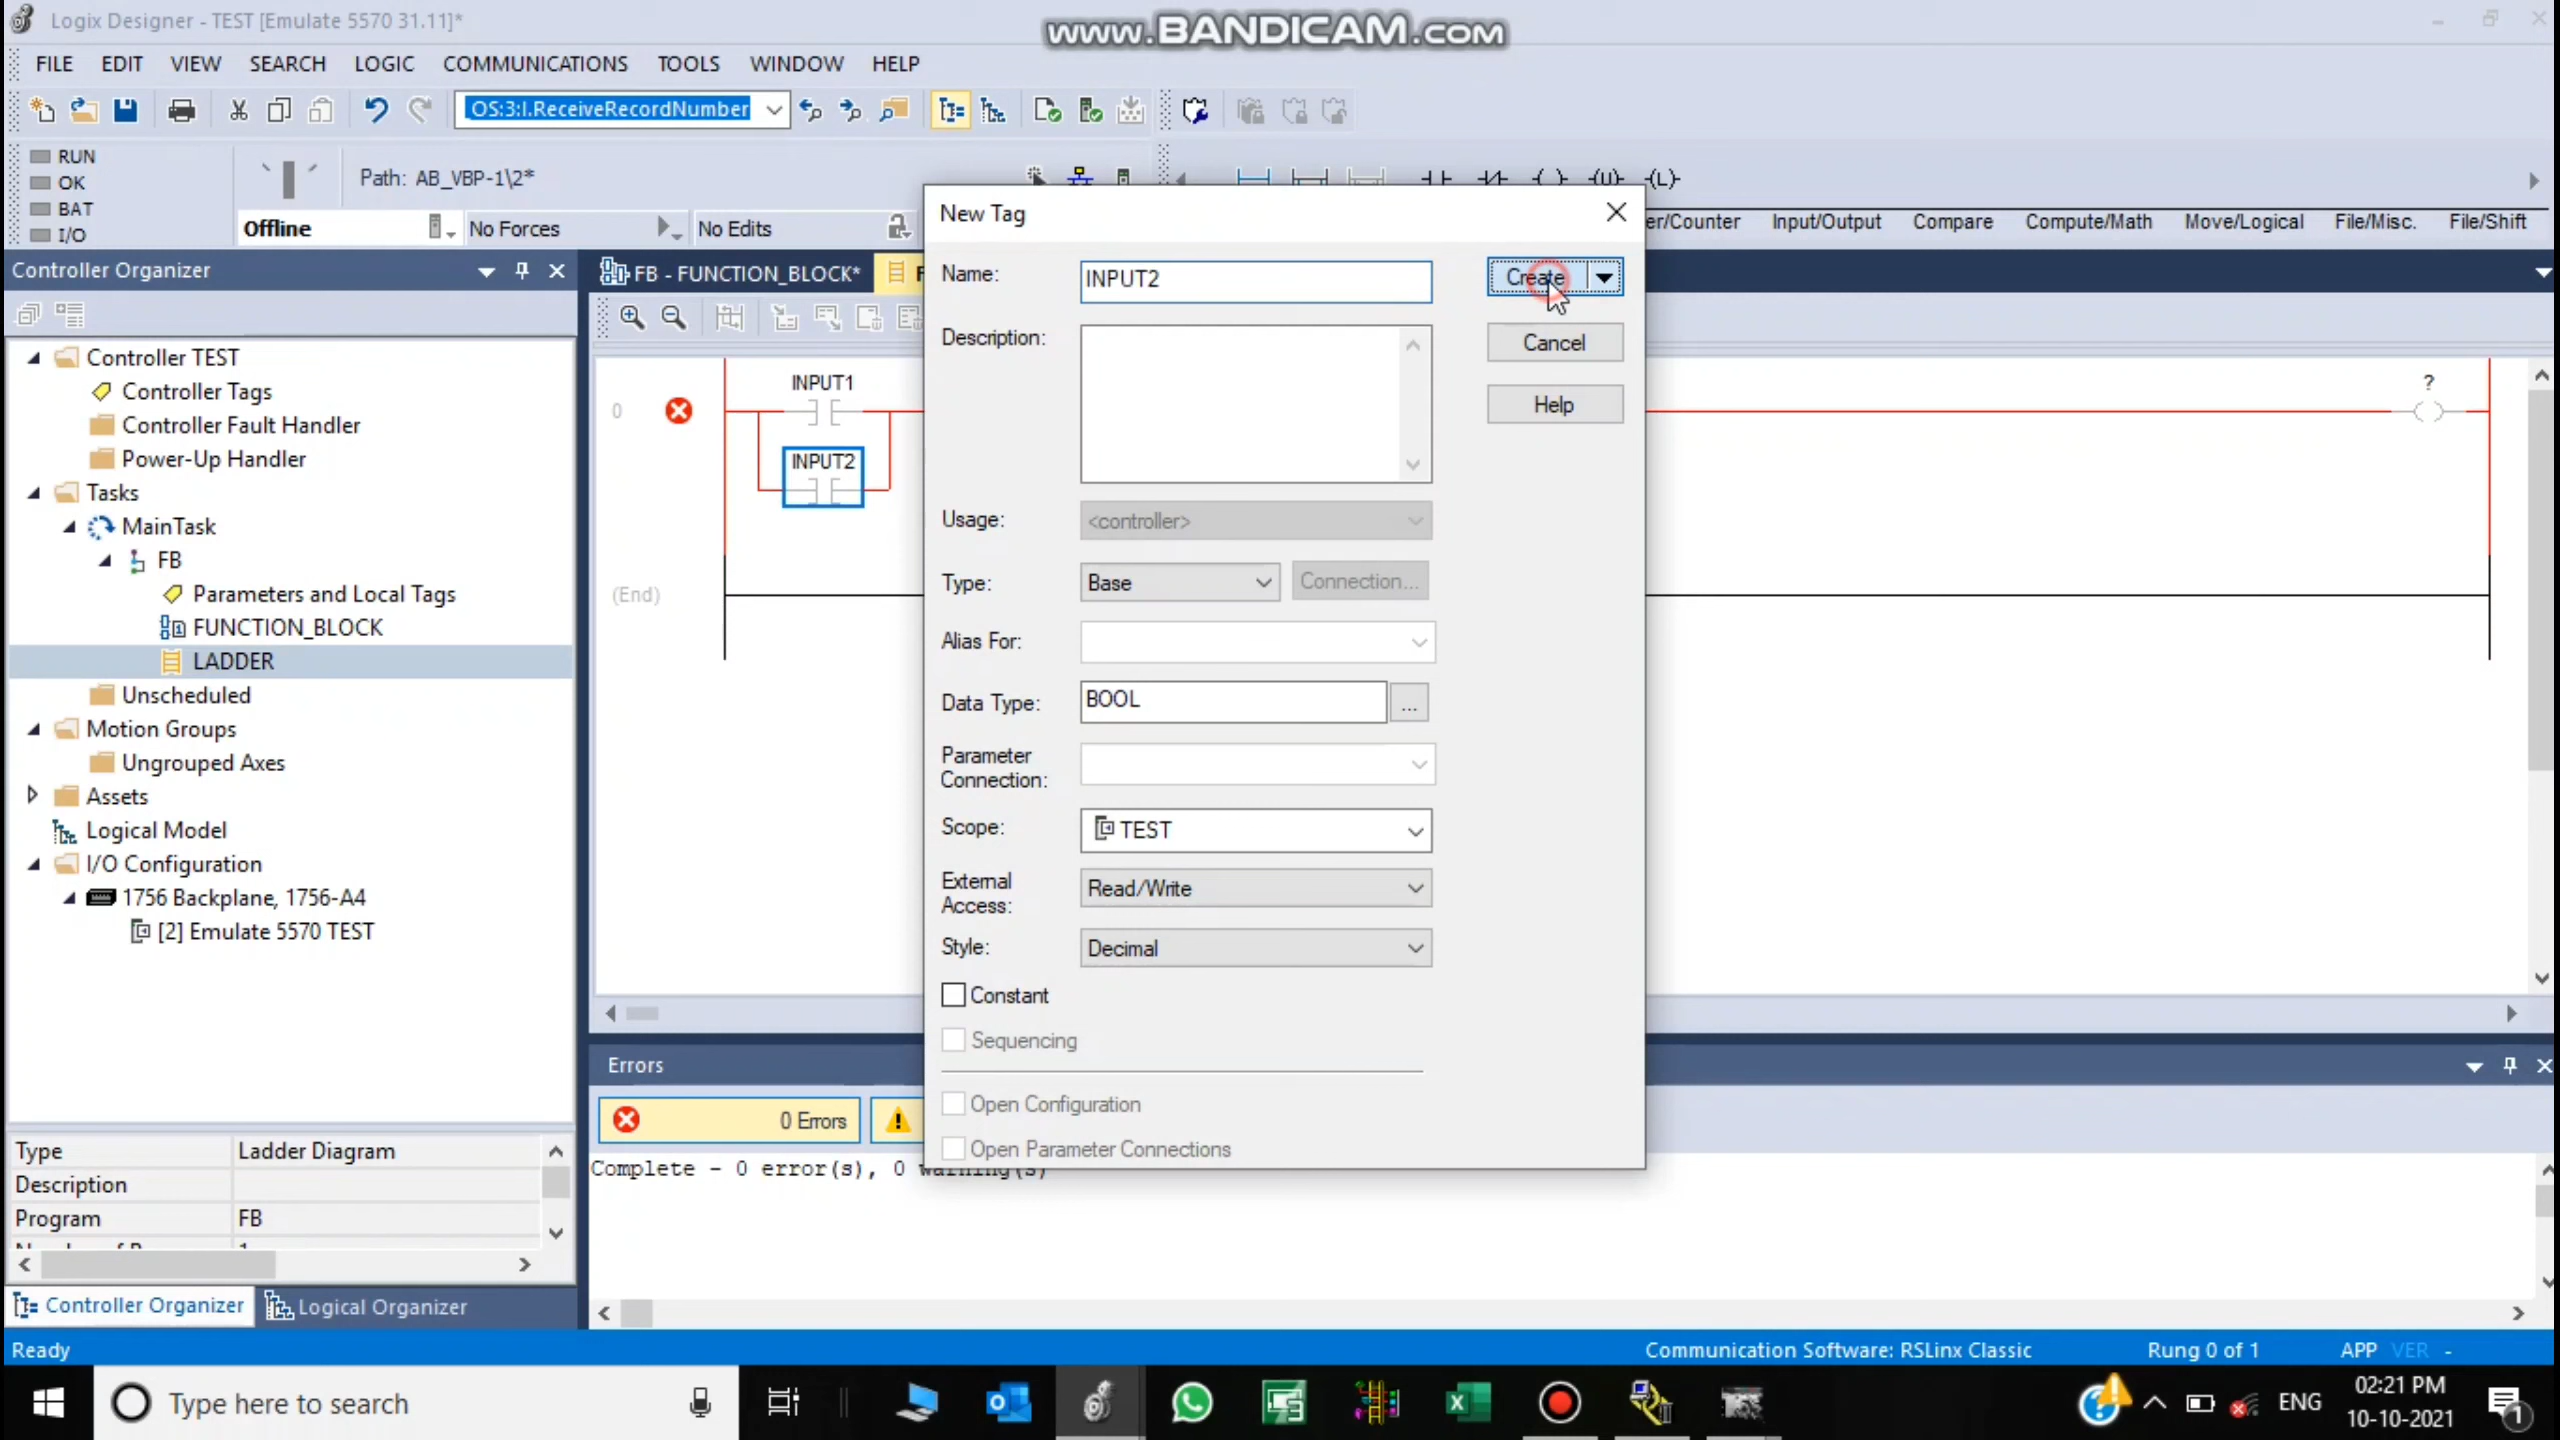 Logix Designer - TEST [Emulate 5570 31.11]*
www.BANDICAM.com
FILE EDIT VIEW SEARCH LOGIC COMMUNICATIONS TOOLS WINDOW HELP
OS:3:I.ReceiveRecordNumber
RUN
OK
BAT
I/O
Path: AB_VBP-1\2*
Offline
No Forces
No Edits
er/Counter Input/Output Compare Compute/Math Move/Logical File/Misc. File/Shift
Controller Organizer
Controller TEST
Controller Tags
Controller Fault Handler
Power-Up Handler
Tasks
MainTask
FB
Parameters and Local Tags
FUNCTION_BLOCK
LADDER
Unscheduled
Motion Groups
Ungrouped Axes
Assets
Logical Model
I/O Configuration
1756 Backplane, 1756-A4
[2] Emulate 5570 TEST
Type Ladder Diagram
Description
Program FB
Controller Organizer
Logical Organizer
FB - FUNCTION_BLOCK*
0
INPUT1
INPUT2
?
(End)
New Tag
Name: INPUT2
Create
Description:
Cancel
Help
Usage: <controller>
Type: Base Connection...
Alias For:
Data Type: BOOL ...
Parameter
Connection:
Scope: TEST
External
Access: Read/Write
Style: Decimal
Constant
Sequencing
Open Configuration
Open Parameter Connections
Errors
0 Errors
Complete - 0 error(s), 0 warning(s)
Ready
Communication Software: RSLinx Classic
Rung 0 of 1
APP VER -
Type here to search
ENG
02:21 PM
10-10-2021
1